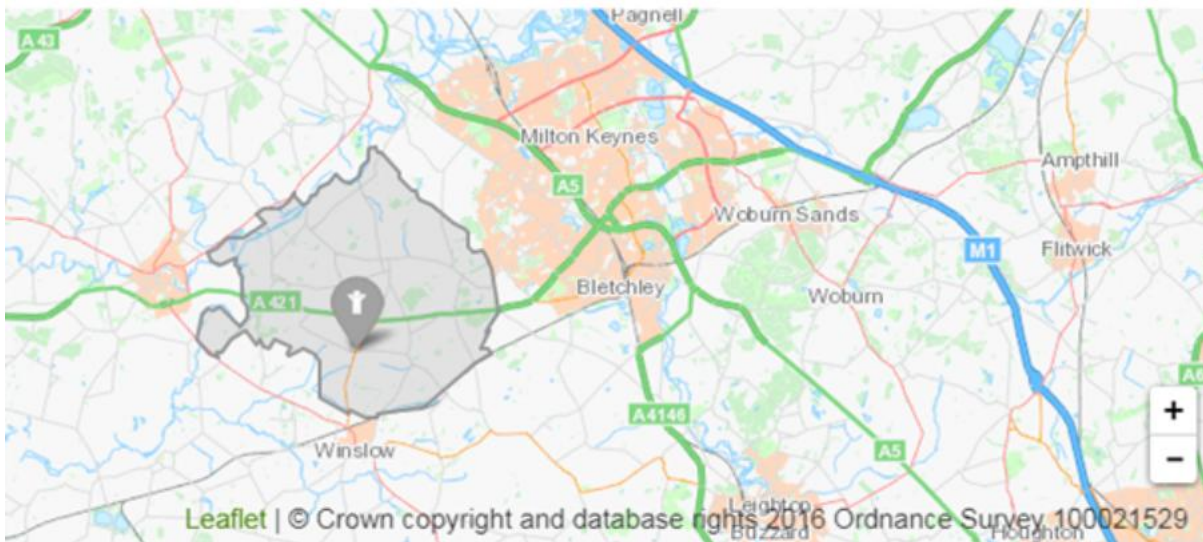 Pagnell
A 43
Milton Keynes
Ampthill
A5
Woburn Sands
M1
Flitwick
Bletchley
Woburn
A 421
A4146
A5
A6
+
−
Winslow
Leighton
Buzzard
Houghton
Leaflet | © Crown copyright and database rights 2016 Ordnance Survey 100021529